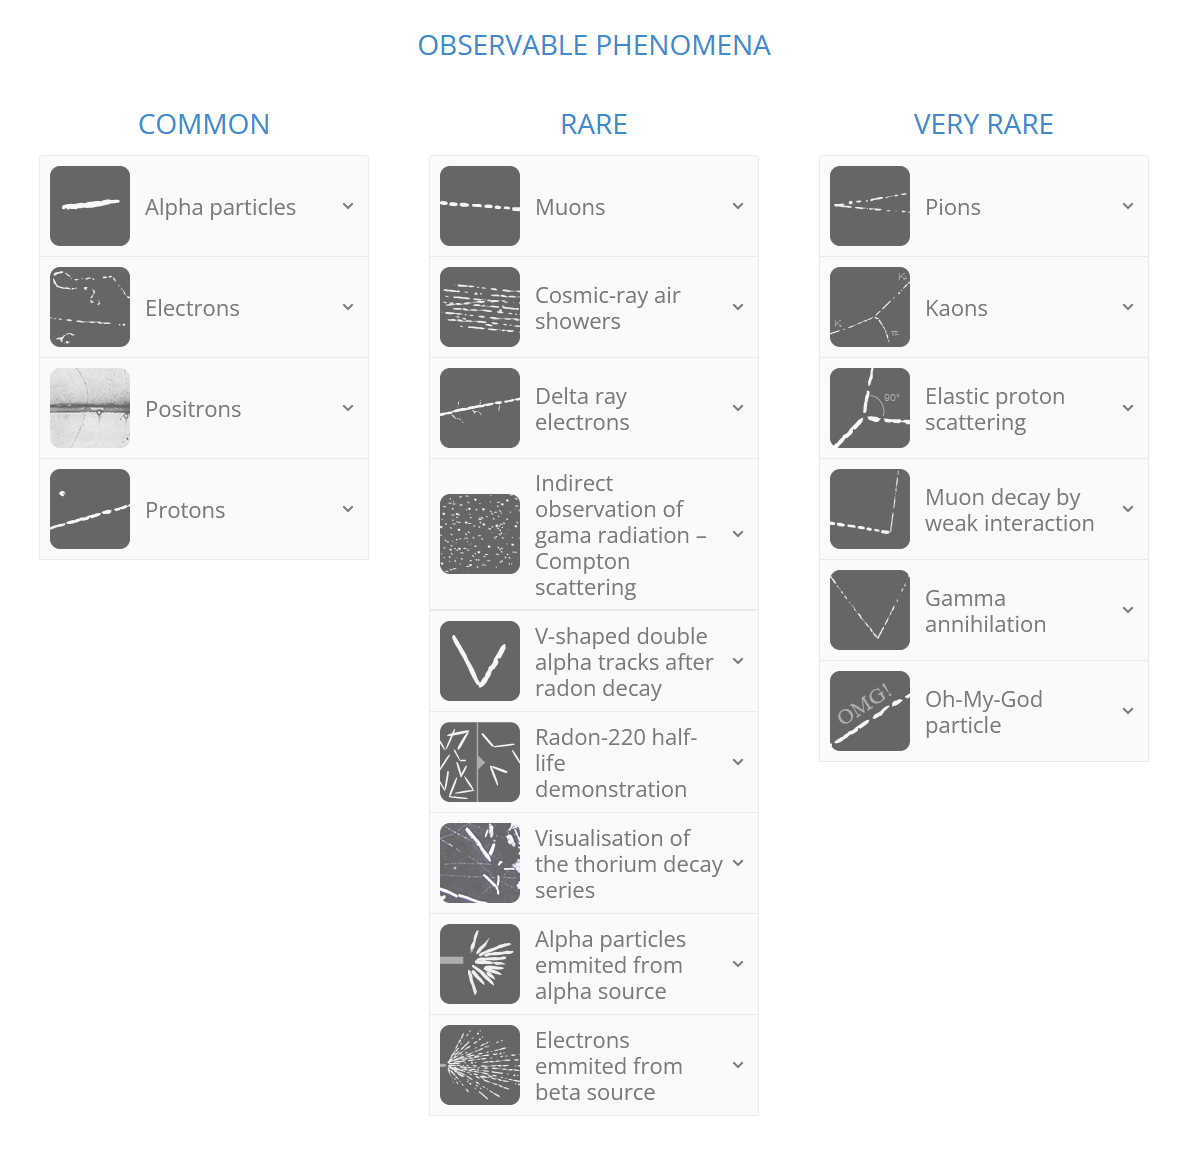 OBSERVABLE PHENOMENA
COMMON
Alpha particles
Electrons
Positrons
Protons
RARE
Muons
Cosmic-ray air
showers
Delta ray
electrons
Indirect
observation of
gama radiation –
Compton
scattering
V-shaped double
alpha tracks after
radon decay
Radon-220 half-
life
demonstration
Visualisation of
the thorium decay
series
Alpha particles
emmited from
alpha source
Electrons
emmited from
beta source
VERY RARE
Pions
K
K
π
Kaons
90°
Elastic proton
scattering
Muon decay by
weak interaction
Gamma
annihilation
OMG!
Oh-My-God
particle